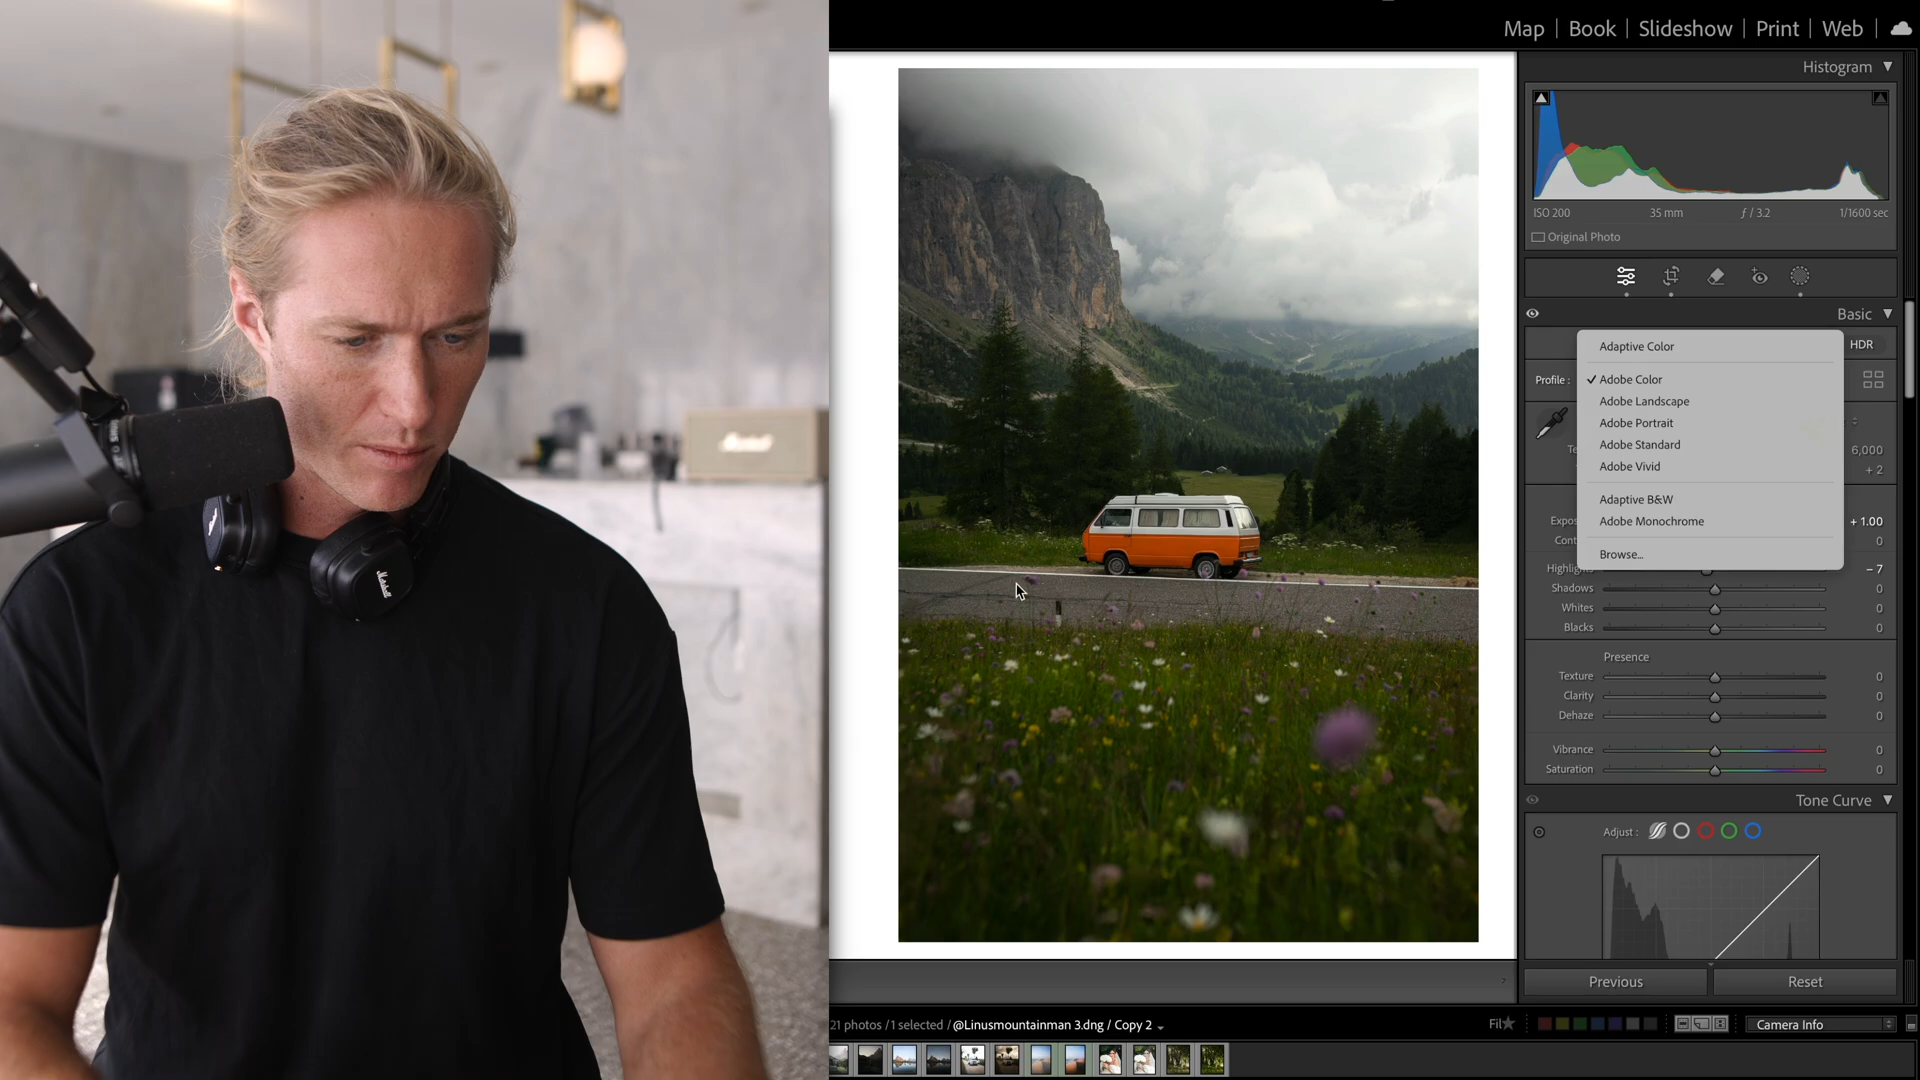 Map | Book | Slideshow | Print | Web |
Histogram
ISO 200 35 mm ƒ / 3.2 1/1600 sec
Original Photo
Basic
HDR
Profile :
Adaptive Color
✓ Adobe Color
Adobe Landscape
Adobe Portrait
Adobe Standard
Adobe Vivid
Adaptive B&W
Adobe Monochrome
Browse...
6,000
+ 2
+ 1.00
0
Highlights − 7
Shadows 0
Whites 0
Blacks 0
Presence
Texture 0
Clarity 0
Dehaze 0
Vibrance 0
Saturation 0
Tone Curve
Adjust :
Previous Reset
21 photos / 1 selected / @Linusmountainman 3.dng / Copy 2
Camera Info
Marshall
Marshall